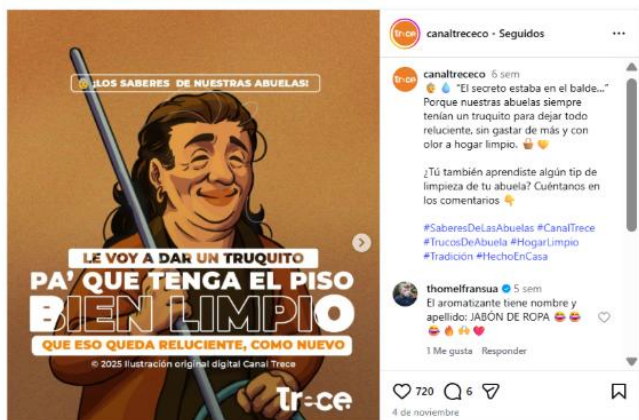 ¡LOS SABERES DE NUESTRAS ABUELAS!
LE VOY A DAR UN TRUQUITO
PA' QUE TENGA EL PISO
BIEN LIMPIO
QUE ESO QUEDA RELUCIENTE, COMO NUEVO
© 2025 Ilustración original digital Canal Trece
Trece
Trece
canaltrececo • Seguidos
Trece
canaltrececo 6 sem
👵 💧 "El secreto estaba en el balde..."
Porque nuestras abuelas siempre
tenían un truquito para dejar todo
reluciente, sin gastar de más y con
olor a hogar limpio. 🧺 💛
¿Tú también aprendiste algún tip de
limpieza de tu abuela? Cuéntanos en
los comentarios 👇
#SaberesDeLasAbuelas #CanalTrece
#TrucosDeAbuela #HogarLimpio
#Tradición #HechoEnCasa
thomelfransua 5 sem
El aromatizante tiene nombre y
apellido: JABÓN DE ROPA 😂 😂
😂 🔥 🙌 ❤️
1 Me gusta Responder
720 6
4 de noviembre